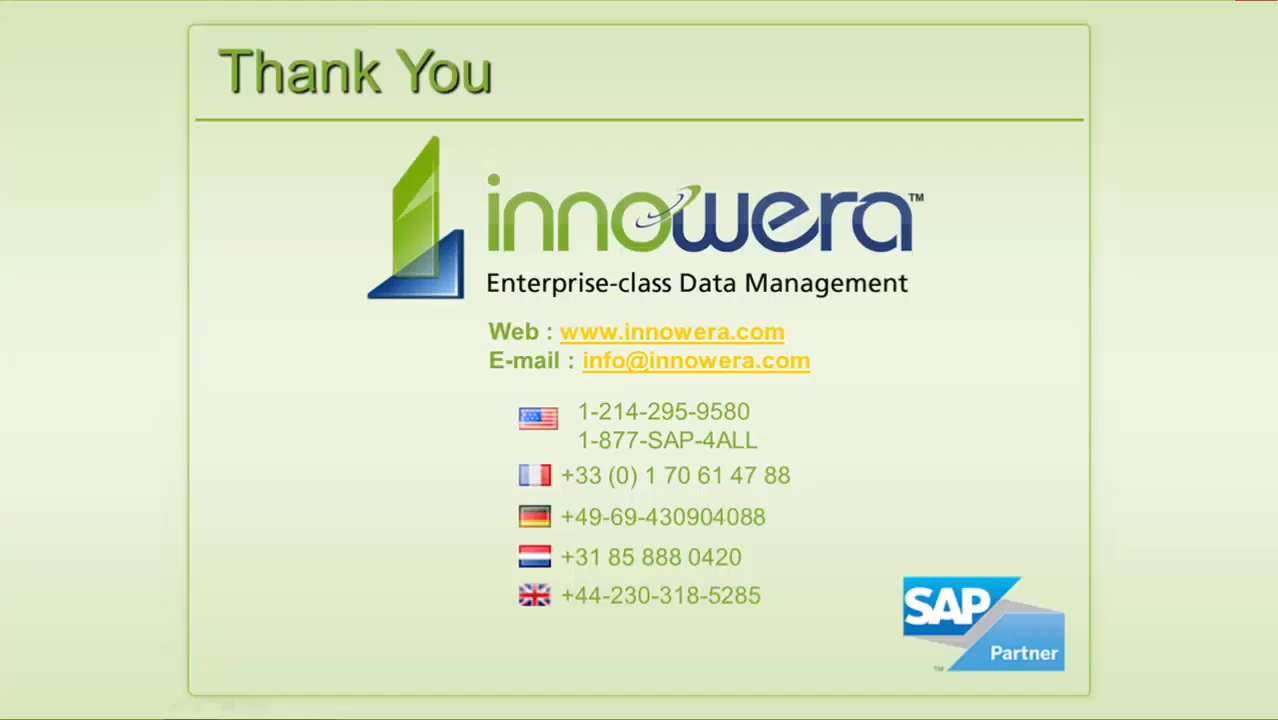 Thank You
innowera™
Enterprise-class Data Management
Web : www.innowera.com
E-mail : info@innowera.com
1-214-295-9580
1-877-SAP-4ALL
+33 (0) 1 70 61 47 88
+49-69-430904088
+31 85 888 0420
+44-230-318-5285
SAP
™ Partner